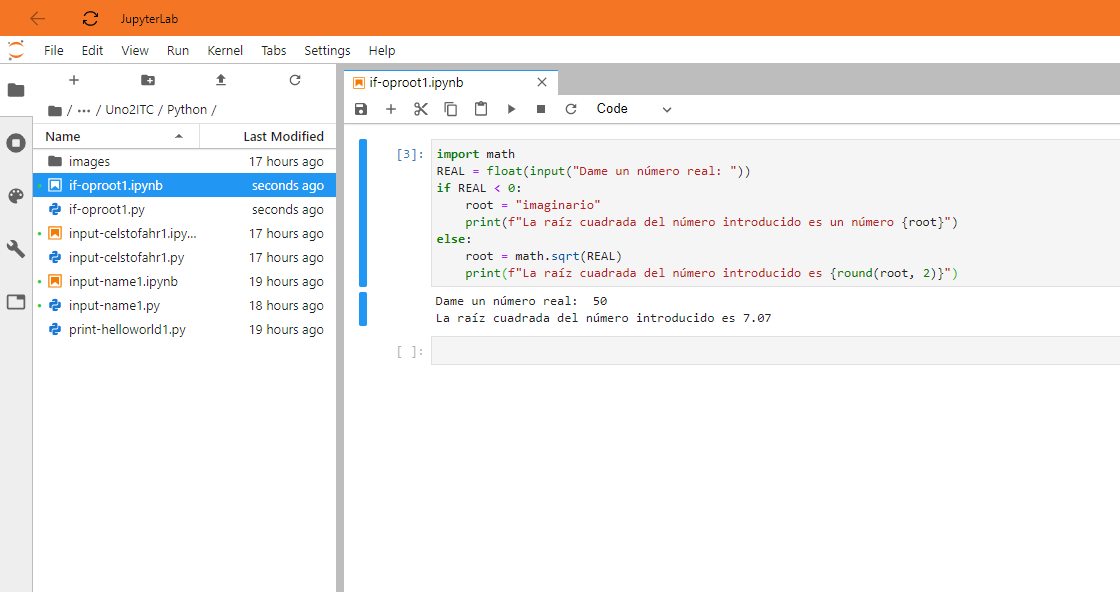 JupyterLab
File Edit View Run Kernel Tabs Settings Help
/ ··· / Uno2ITC / Python /
Name Last Modified
images 17 hours ago
if-oproot1.ipynb seconds ago
if-oproot1.py seconds ago
input-celstofahr1.ipy... 17 hours ago
input-celstofahr1.py 17 hours ago
input-name1.ipynb 19 hours ago
input-name1.py 18 hours ago
print-helloworld1.py 19 hours ago
if-oproot1.ipynb
Code
[3]: import math
REAL = float(input("Dame un número real: "))
if REAL < 0:
    root = "imaginario"
    print(f"La raíz cuadrada del número introducido es un número {root}")
else:
    root = math.sqrt(REAL)
    print(f"La raíz cuadrada del número introducido es {round(root, 2)}")
Dame un número real:  50
La raíz cuadrada del número introducido es 7.07
[ ]: